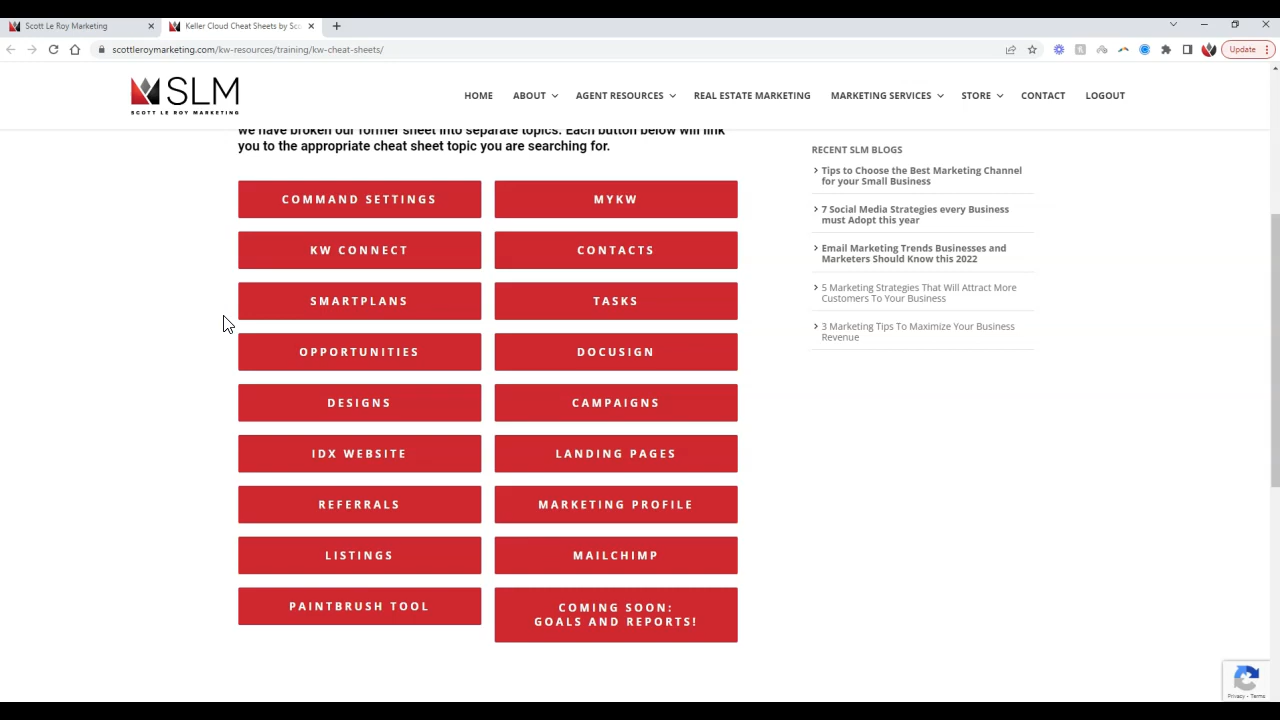 Scott Le Roy Marketing
Keller Cloud Cheat Sheets by Sco
scottleroymarketing.com/kw-resources/training/kw-cheat-sheets/
Update
SLM
SCOTT LE ROY MARKETING
HOME
ABOUT
AGENT RESOURCES
REAL ESTATE MARKETING
MARKETING SERVICES
STORE
CONTACT
LOGOUT
we have broken our former sheet into separate topics. Each button below will link
you to the appropriate cheat sheet topic you are searching for.
COMMAND SETTINGS
MYKW
KW CONNECT
CONTACTS
SMARTPLANS
TASKS
OPPORTUNITIES
DOCUSIGN
DESIGNS
CAMPAIGNS
IDX WEBSITE
LANDING PAGES
REFERRALS
MARKETING PROFILE
LISTINGS
MAILCHIMP
PAINTBRUSH TOOL
COMING SOON:
GOALS AND REPORTS!
RECENT SLM BLOGS
Tips to Choose the Best Marketing Channel
for your Small Business
7 Social Media Strategies every Business
must Adopt this year
Email Marketing Trends Businesses and
Marketers Should Know this 2022
5 Marketing Strategies That Will Attract More
Customers To Your Business
3 Marketing Tips To Maximize Your Business
Revenue
Privacy - Terms